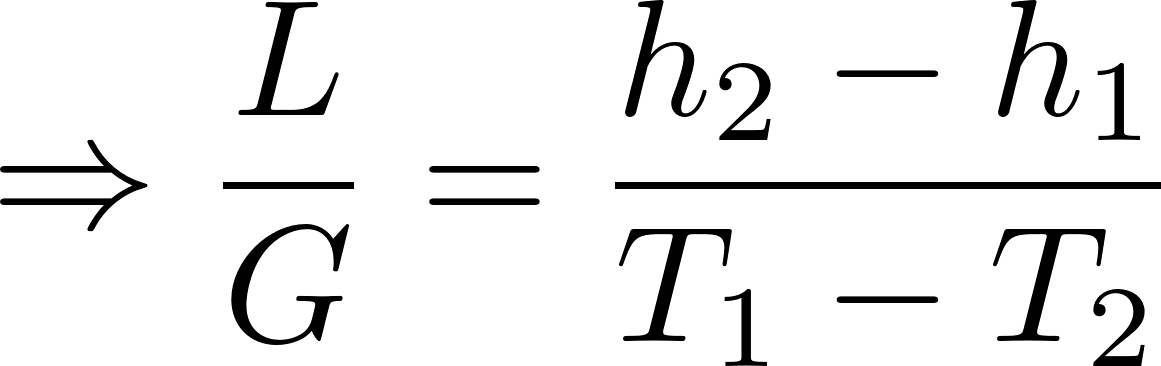 ⇒ L/G = (h₂ − h₁)/(T₁ − T₂)